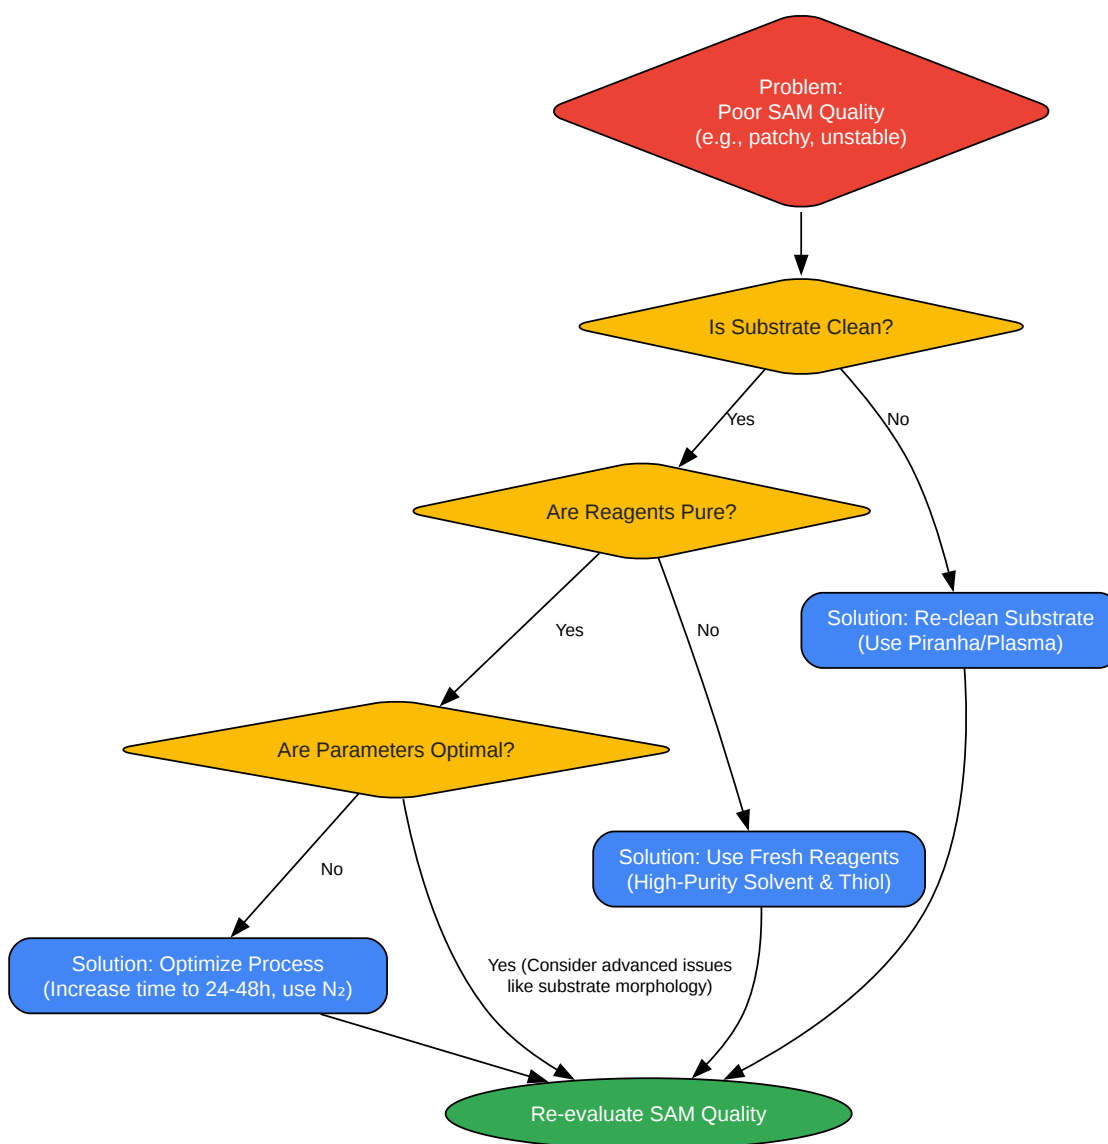 Problem:
Poor SAM Quality
(e.g., patchy, unstable)
Is Substrate Clean?
Yes
No
Are Reagents Pure?
Solution: Re-clean Substrate
(Use Piranha/Plasma)
Yes
No
Are Parameters Optimal?
Solution: Use Fresh Reagents
(High-Purity Solvent & Thiol)
No
Yes (Consider advanced issues
like substrate morphology)
Solution: Optimize Process
(Increase time to 24-48h, use N₂)
Re-evaluate SAM Quality